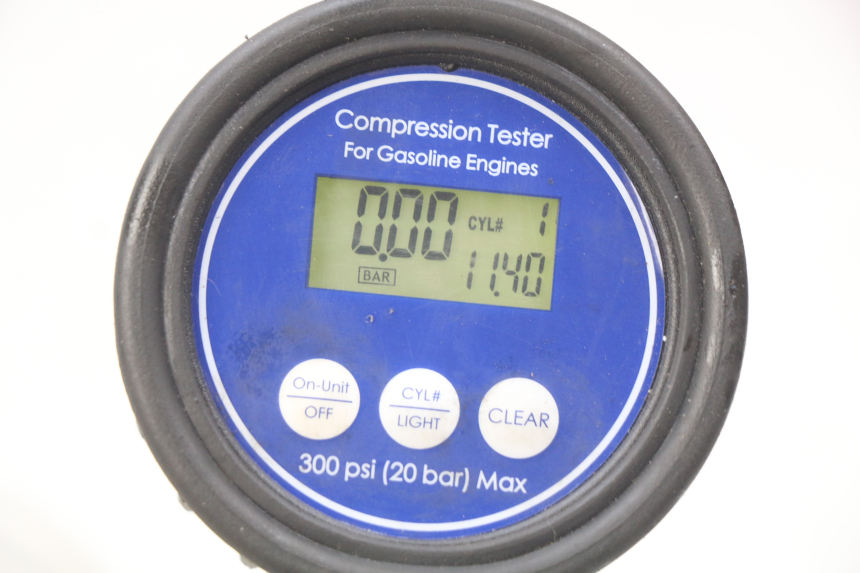 Compression Tester
For Gasoline Engines
0.00 CYL# 1
BAR 11.40
On-Unit
OFF
CYL#
LIGHT
CLEAR
300 psi (20 bar) Max